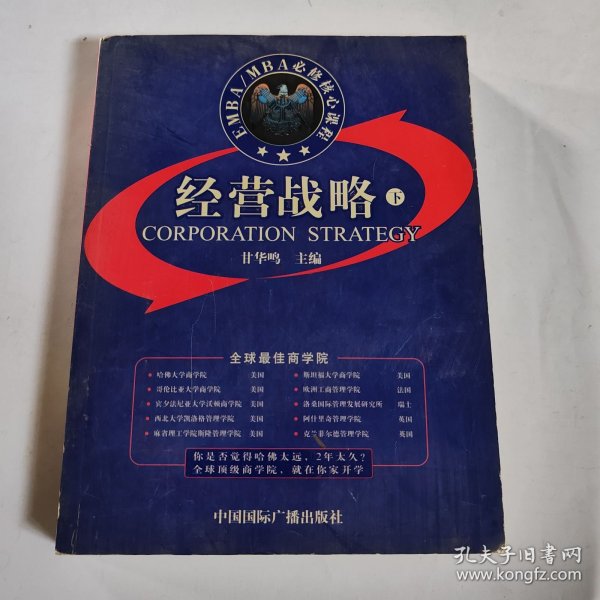 EMBA/MBA必修核心课程
经营战略 下
CORPORATION STRATEGY
甘华鸣 主编
全球最佳商学院
哈佛大学商学院 美国
哥伦比亚大学商学院 美国
宾夕法尼亚大学沃顿商学院 美国
西北大学凯洛格管理学院 美国
麻省理工学院斯隆管理学院 美国
斯坦福大学商学院 美国
欧洲工商管理学院 法国
洛桑国际管理发展研究所 瑞士
阿什里奇管理学院 英国
克兰菲尔德管理学院 英国
你是否觉得哈佛太远，2年太久？
全球顶级商学院，就在你家开学
中国国际广播出版社
孔夫子旧书网
www.kongfz.com